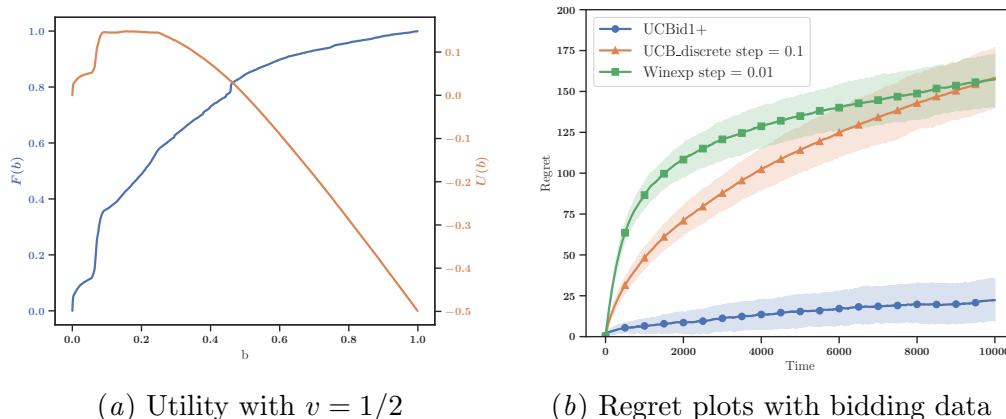 1.0
0.8
0.6
0.4
0.2
0.0
F(b)
0.1
0.0
−0.1
−0.2
−0.3
−0.4
−0.5
U(b)
0.0 0.2 0.4 0.6 0.8 1.0
b
(a) Utility with v = 1/2
200
175
150
125
100
75
50
25
0
Regret
UCBid1+
UCB_discrete step = 0.1
Winexp step = 0.01
0 2000 4000 6000 8000 10000
Time
(b) Regret plots with bidding data